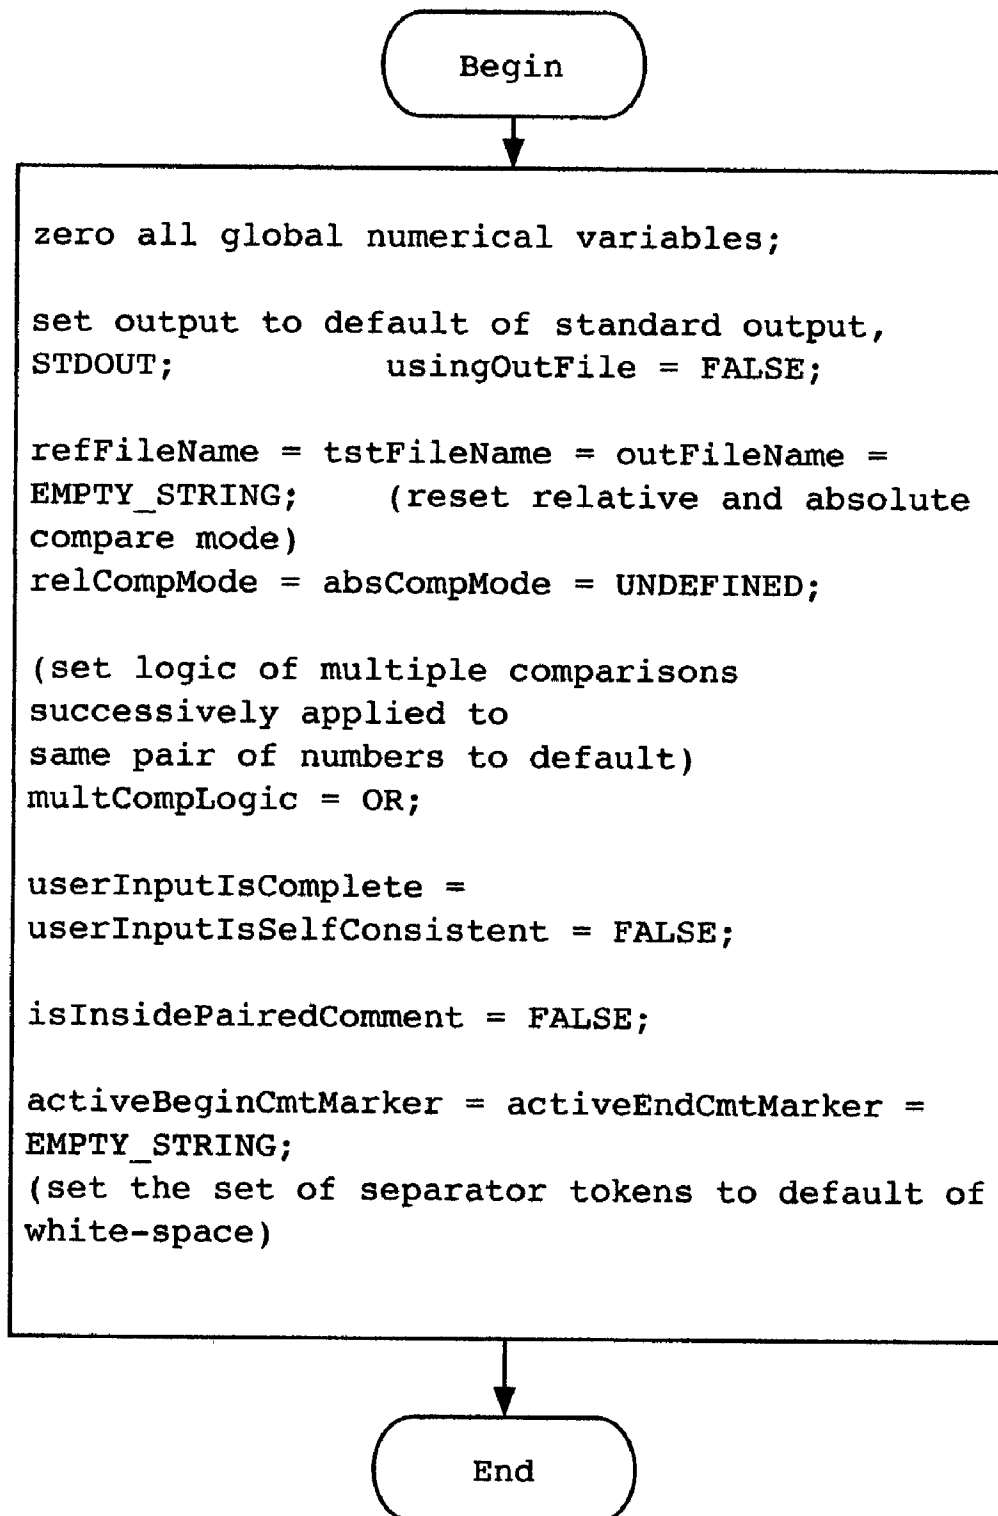 Begin
zero all global numerical variables;
set output to default of standard output,
STDOUT; usingOutFile = FALSE;
refFileName = tstFileName = outFileName =
EMPTY_STRING; (reset relative and absolute
compare mode)
relCompMode = absCompMode = UNDEFINED;
(set logic of multiple comparisons
successively applied to
same pair of numbers to default)
multCompLogic = OR;
userInputIsComplete =
userInputIsSelfConsistent = FALSE;
isInsidePairedComment = FALSE;
activeBeginCmtMarker = activeEndCmtMarker =
EMPTY_STRING;
(set the set of separator tokens to default of
white-space)
End